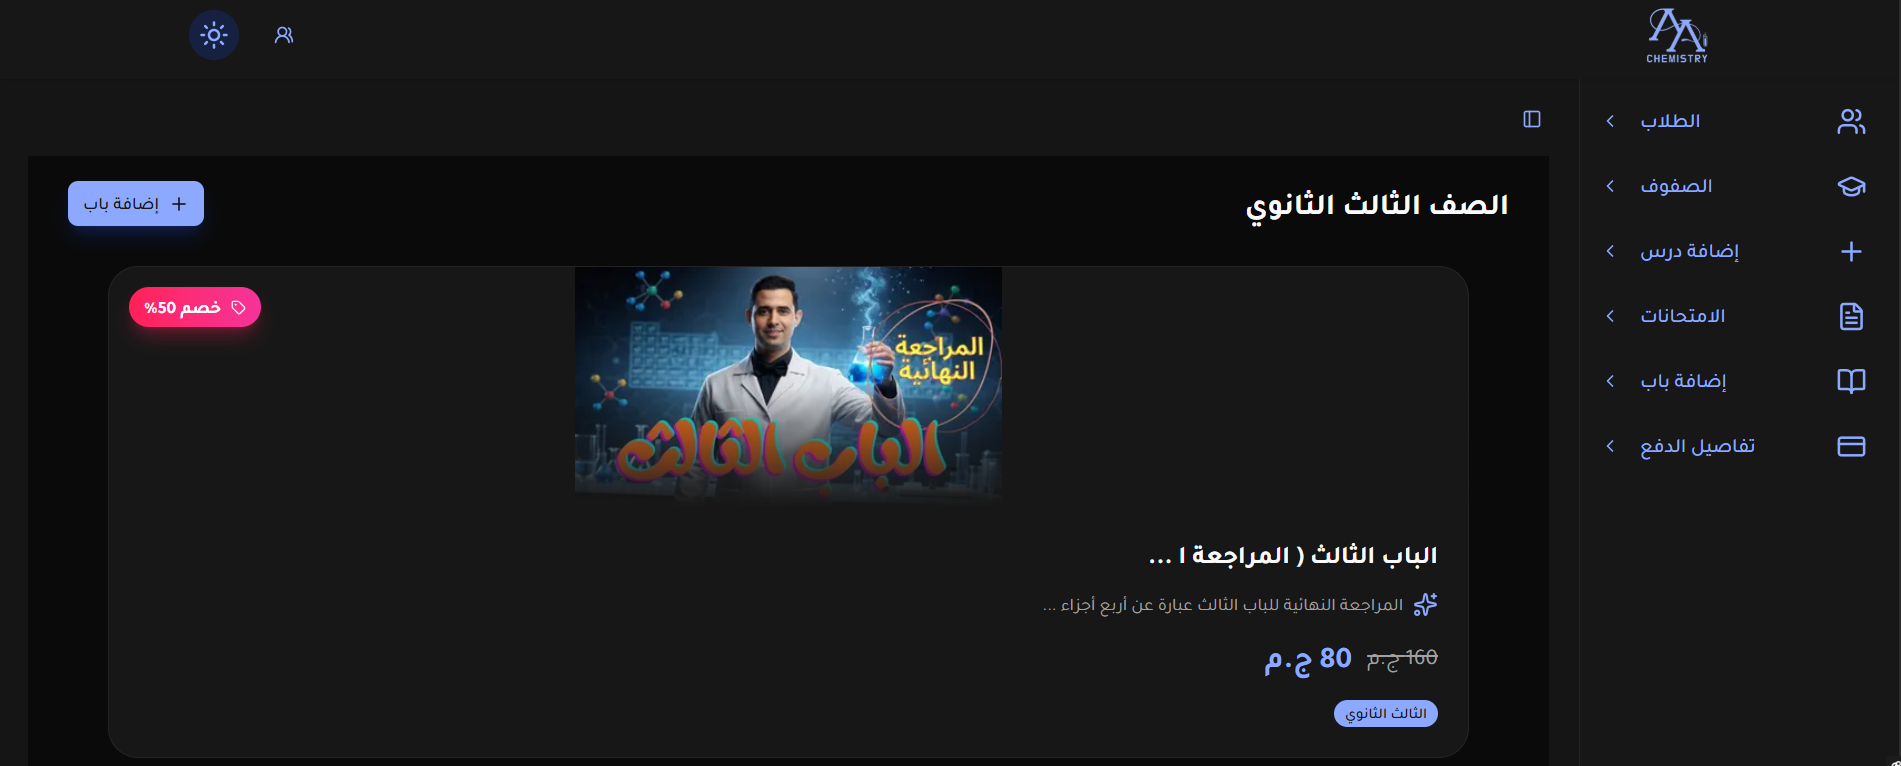 AA
CHEMISTRY
الطلاب
الصفوف
إضافة درس
الامتحانات
إضافة باب
تفاصيل الدفع
الصف الثالث الثانوي
إضافة باب
خصم 50%
المراجعة
النهائية
الباب الثالث
الباب الثالث ( المراجعة ا ...
المراجعة النهائية للباب الثالث عبارة عن أربع أجزاء ...
160 ج.م 80 ج.م
الثالث الثانوي